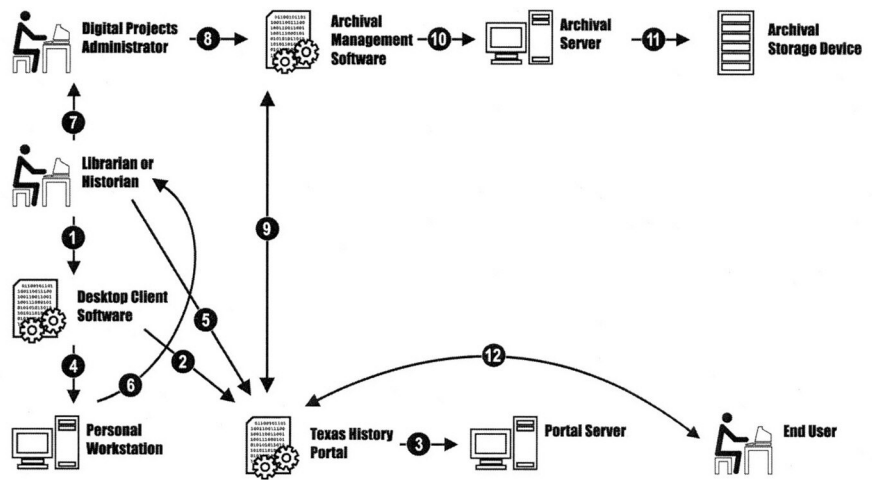 Digital Projects
Administrator
8
Archival
Management
Software
10
Archival
Server
11
Archival
Storage Device
7
Librarian or
Historian
1
9
Desktop Client
Software
5
2
4
6
12
Personal
Workstation
Texas History
Portal
3
Portal Server
End User